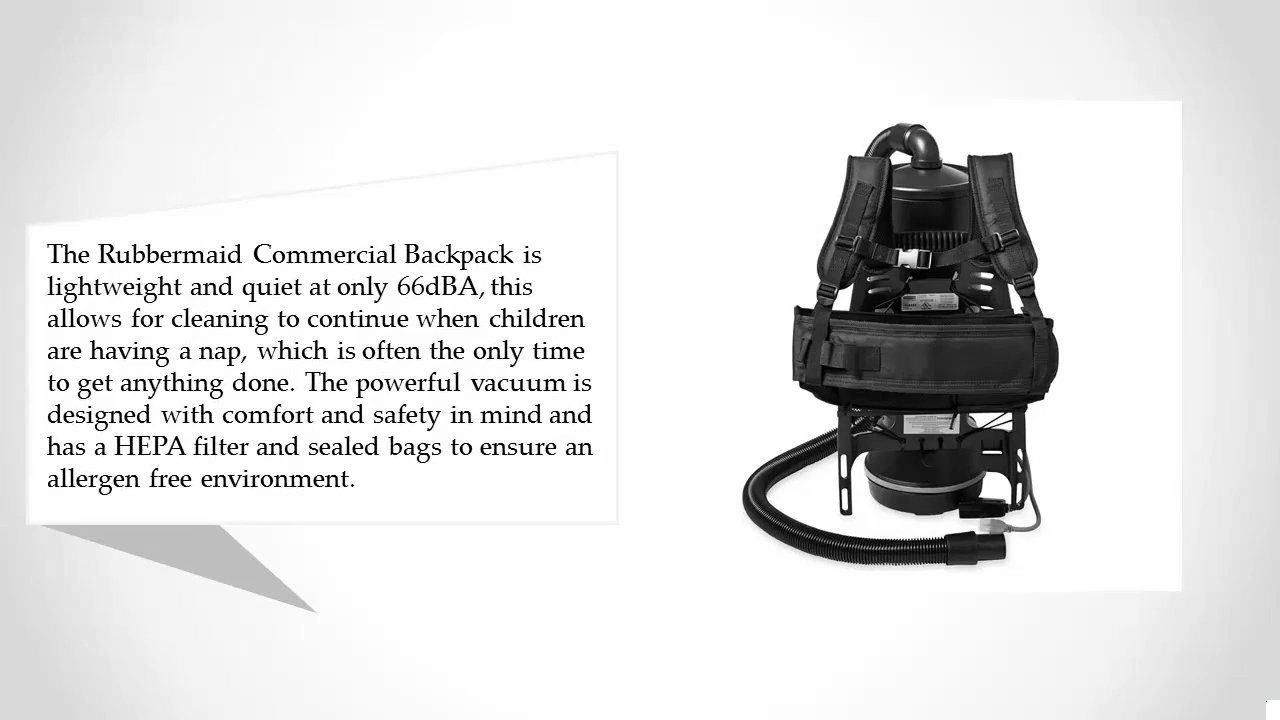 The Rubbermaid Commercial Backpack is
lightweight and quiet at only 66dBA, this
allows for cleaning to continue when children
are having a nap, which is often the only time
to get anything done. The powerful vacuum is
designed with comfort and safety in mind and
has a HEPA filter and sealed bags to ensure an
allergen free environment.